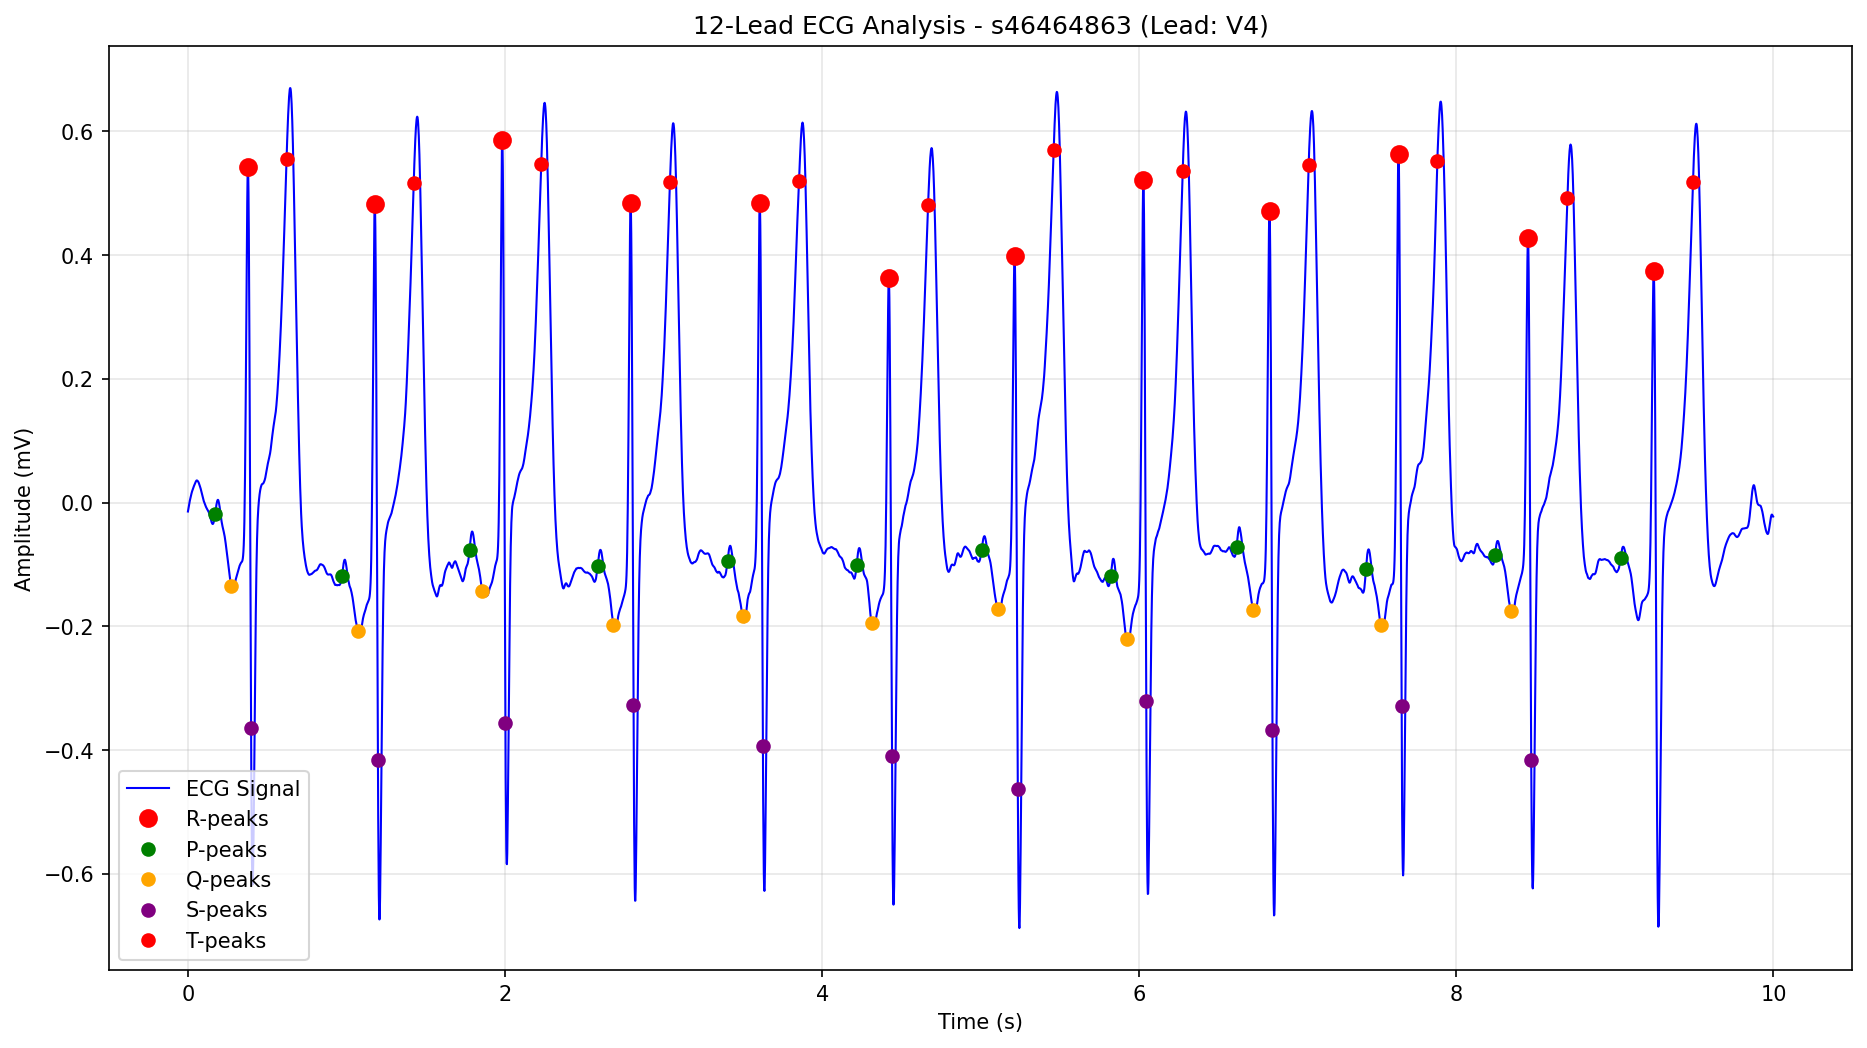 12-Lead ECG Analysis - s46464863 (Lead: V4)
Amplitude (mV)
0.6
0.4
0.2
0.0
−0.2
−0.4
−0.6
ECG Signal
R-peaks
P-peaks
Q-peaks
S-peaks
T-peaks
0 2 4 6 8 10
Time (s)